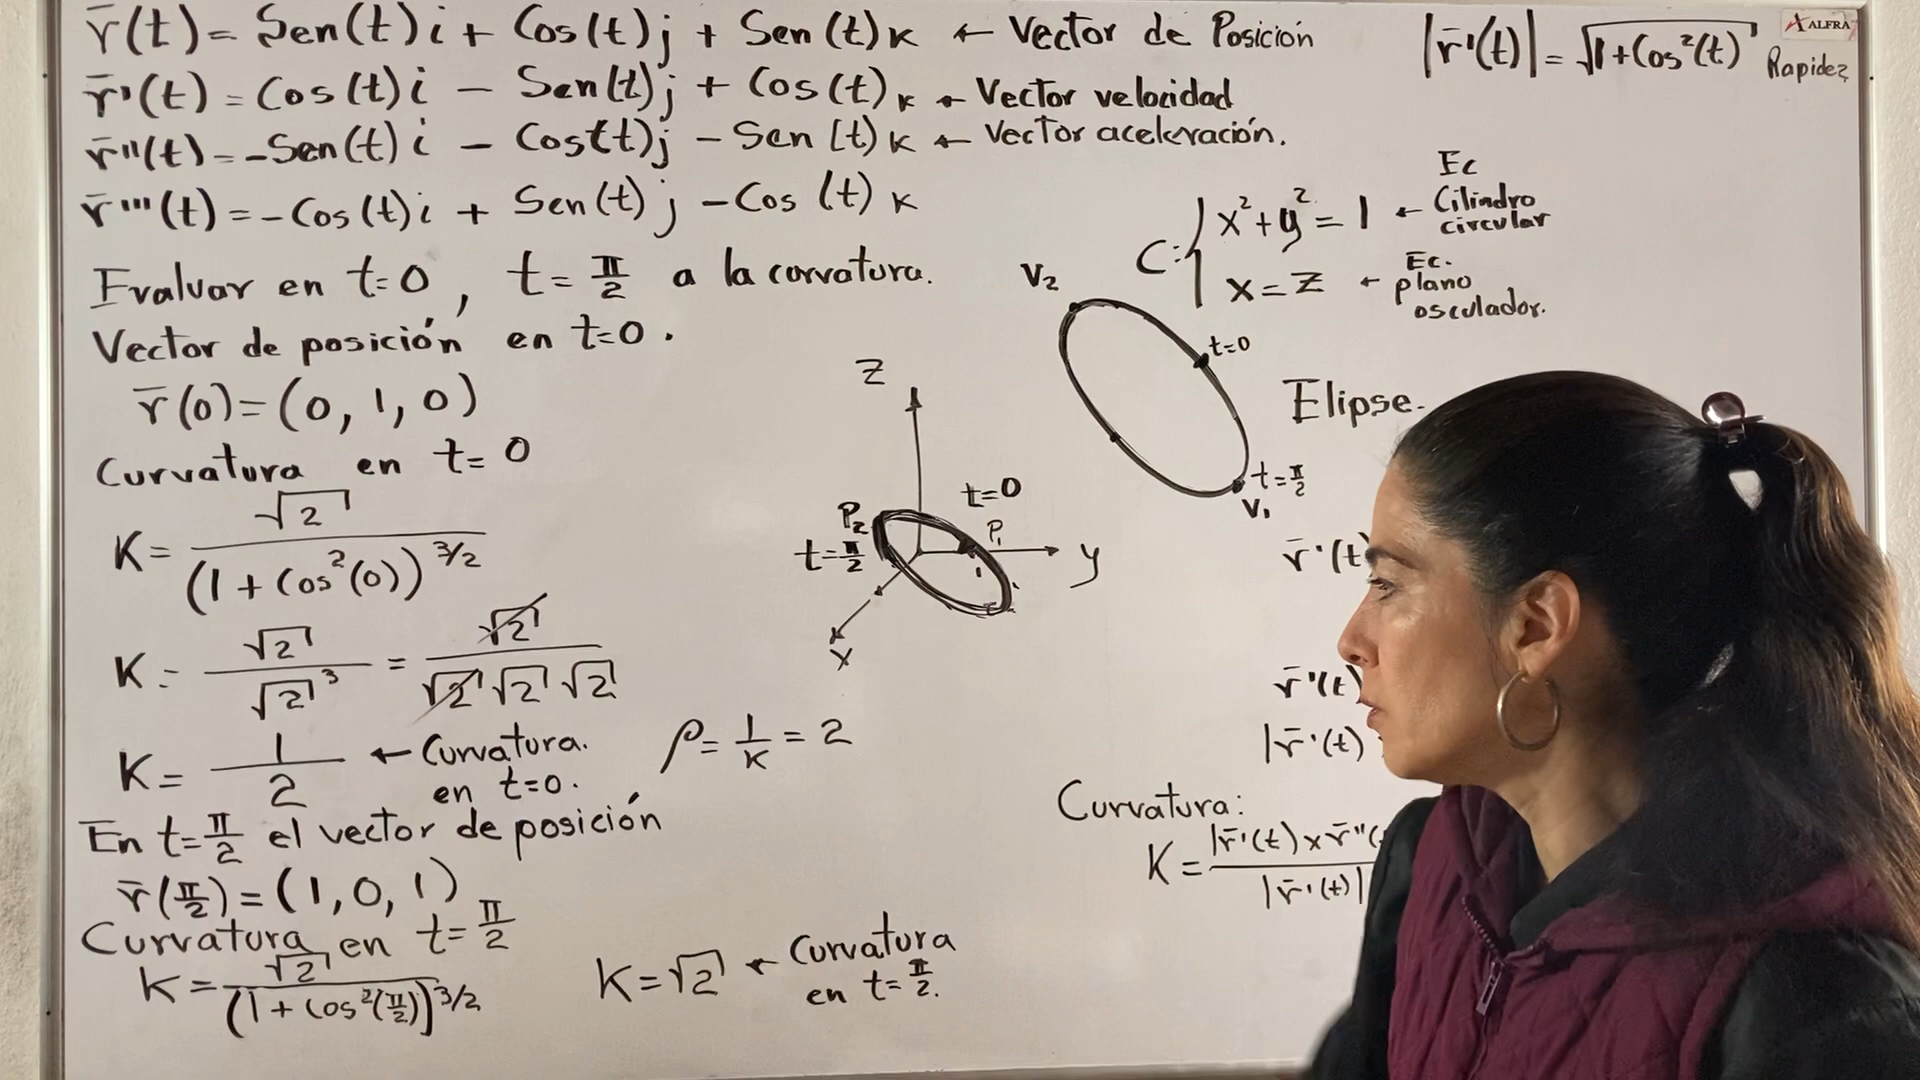 r̄(t) = Sen(t)i + Cos(t)j + Sen(t)k ← Vector de Posición
r̄'(t) = Cos(t)i − Sen(t)j + Cos(t)k ← Vector velocidad
r̄''(t) = −Sen(t)i − Cos(t)j − Sen(t)k ← Vector aceleración.
r̄'''(t) = −Cos(t)i + Sen(t)j − Cos(t)k
Evaluar en t=0, t=π/2 a la corvatura.
Vector de posición en t=0.
r̄(0) = (0, 1, 0)
Curvatura en t=0
K = √2 / (1+Cos²(0))^3/2
K = √2 / √2³ = √2 / √2 √2 √2
K = 1/2 ← Curvatura.
en t=0.
ρ = 1/K = 2
En t=π/2 el vector de posición
r̄(π/2) = (1, 0, 1)
Curvatura en t=π/2
K = √2 / (1+Cos²(π/2))^3/2
K = √2 ← Curvatura
en t=π/2.
Z
t=0
P₂
t=π/2
P₁
1
y
X
|r̄'(t)| = √1+Cos²(t)
Rapidez
ALFRA
C: { x²+y² = 1 ← Ec
Cilindro
circular
x = z ← Ec.
plano
osculador.
V₂
t=0
Elipse.
t=π/2
V₁
r̄'(t)
r̄'(t)
|r̄'(t)
Curvatura:
K = |r̄'(t) x r̄''( / |r̄'(t)|